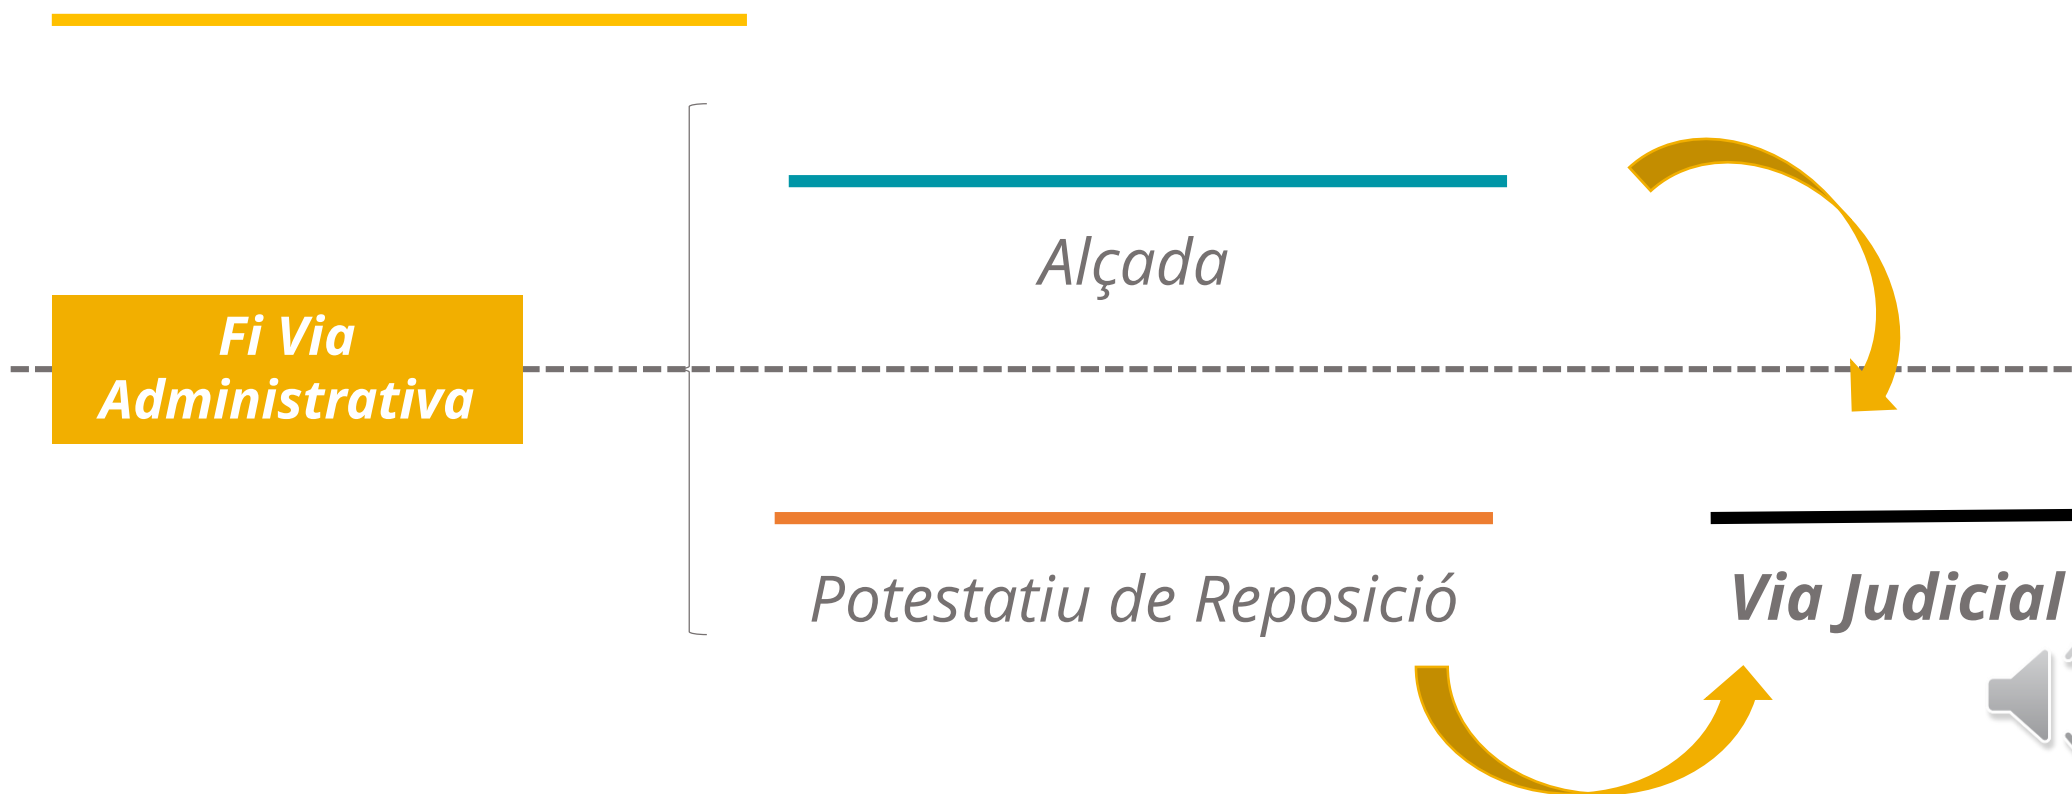 Alçada
Fi Via
Administrativa
Potestatiu de Reposició
Via Judicial